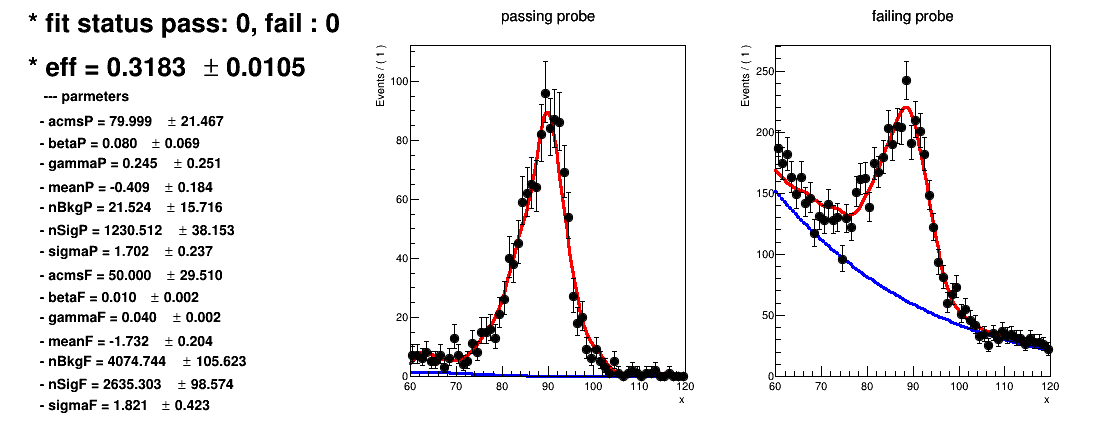 * fit status pass: 0, fail : 0
* eff = 0.3183 ± 0.0105
--- parmeters
- acmsP = 79.999 ± 21.467
- betaP = 0.080 ± 0.069
- gammaP = 0.245 ± 0.251
- meanP = -0.409 ± 0.184
- nBkgP = 21.524 ± 15.716
- nSigP = 1230.512 ± 38.153
- sigmaP = 1.702 ± 0.237
- acmsF = 50.000 ± 29.510
- betaF = 0.010 ± 0.002
- gammaF = 0.040 ± 0.002
- meanF = -1.732 ± 0.204
- nBkgF = 4074.744 ± 105.623
- nSigF = 2635.303 ± 98.574
- sigmaF = 1.821 ± 0.423
passing probe
Events / ( 1 )
100
80
60
40
20
0
60 70 80 90 100 110 120
x
failing probe
Events / ( 1 )
250
200
150
100
50
0
60 70 80 90 100 110 120
x